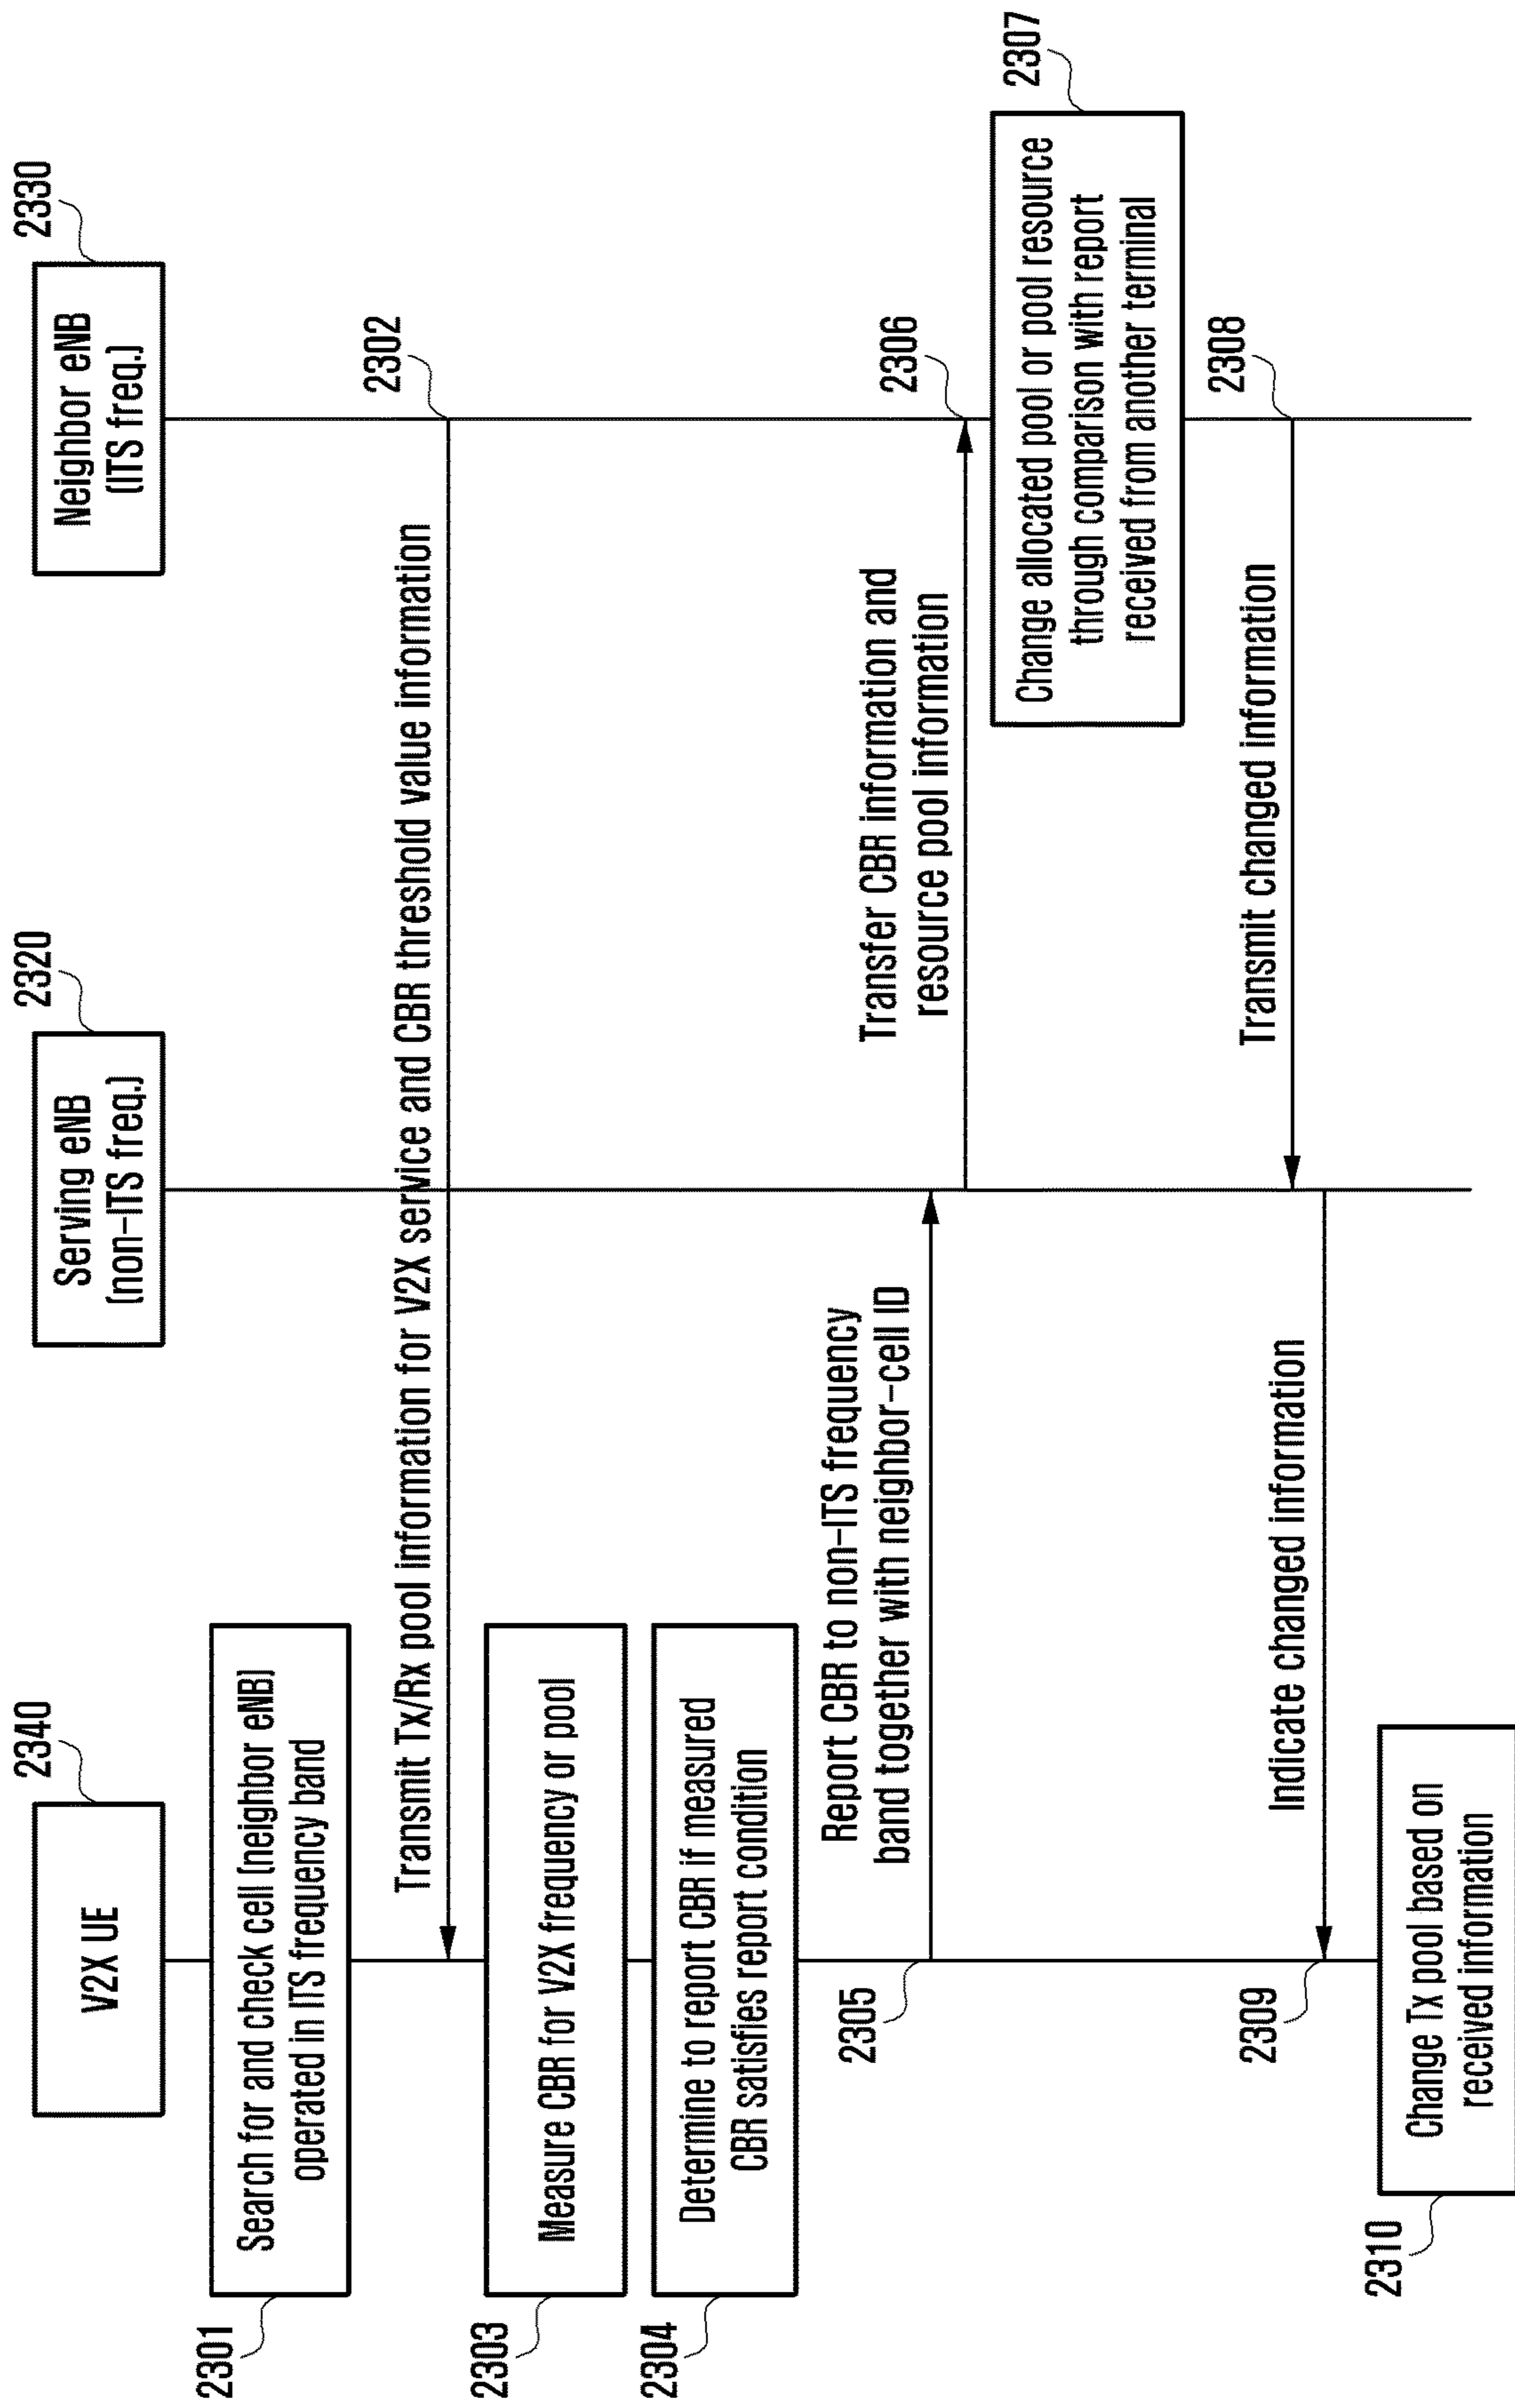 2340
V2X UE
2320
Serving eNB
(non-ITS freq.)
2330
Neighbor eNB
(ITS freq.)
2301
Search for and check cell (neighbor eNB)
operated in ITS frequency band
2302
Transmit Tx/Rx pool information for V2X service and CBR threshold value information
2303
Measure CBR for V2X frequency or pool
2304
Determine to report CBR if measured
CBR satisfies report condition
2305
Report CBR to non-ITS frequency
band together with neighbor-cell ID
2306
Transfer CBR information and
resource pool information
2307
Change allocated pool or pool resource
through comparison with report
received from another terminal
2308
Transmit changed information
2309
Indicate changed information
2310
Change Tx pool based on
received information